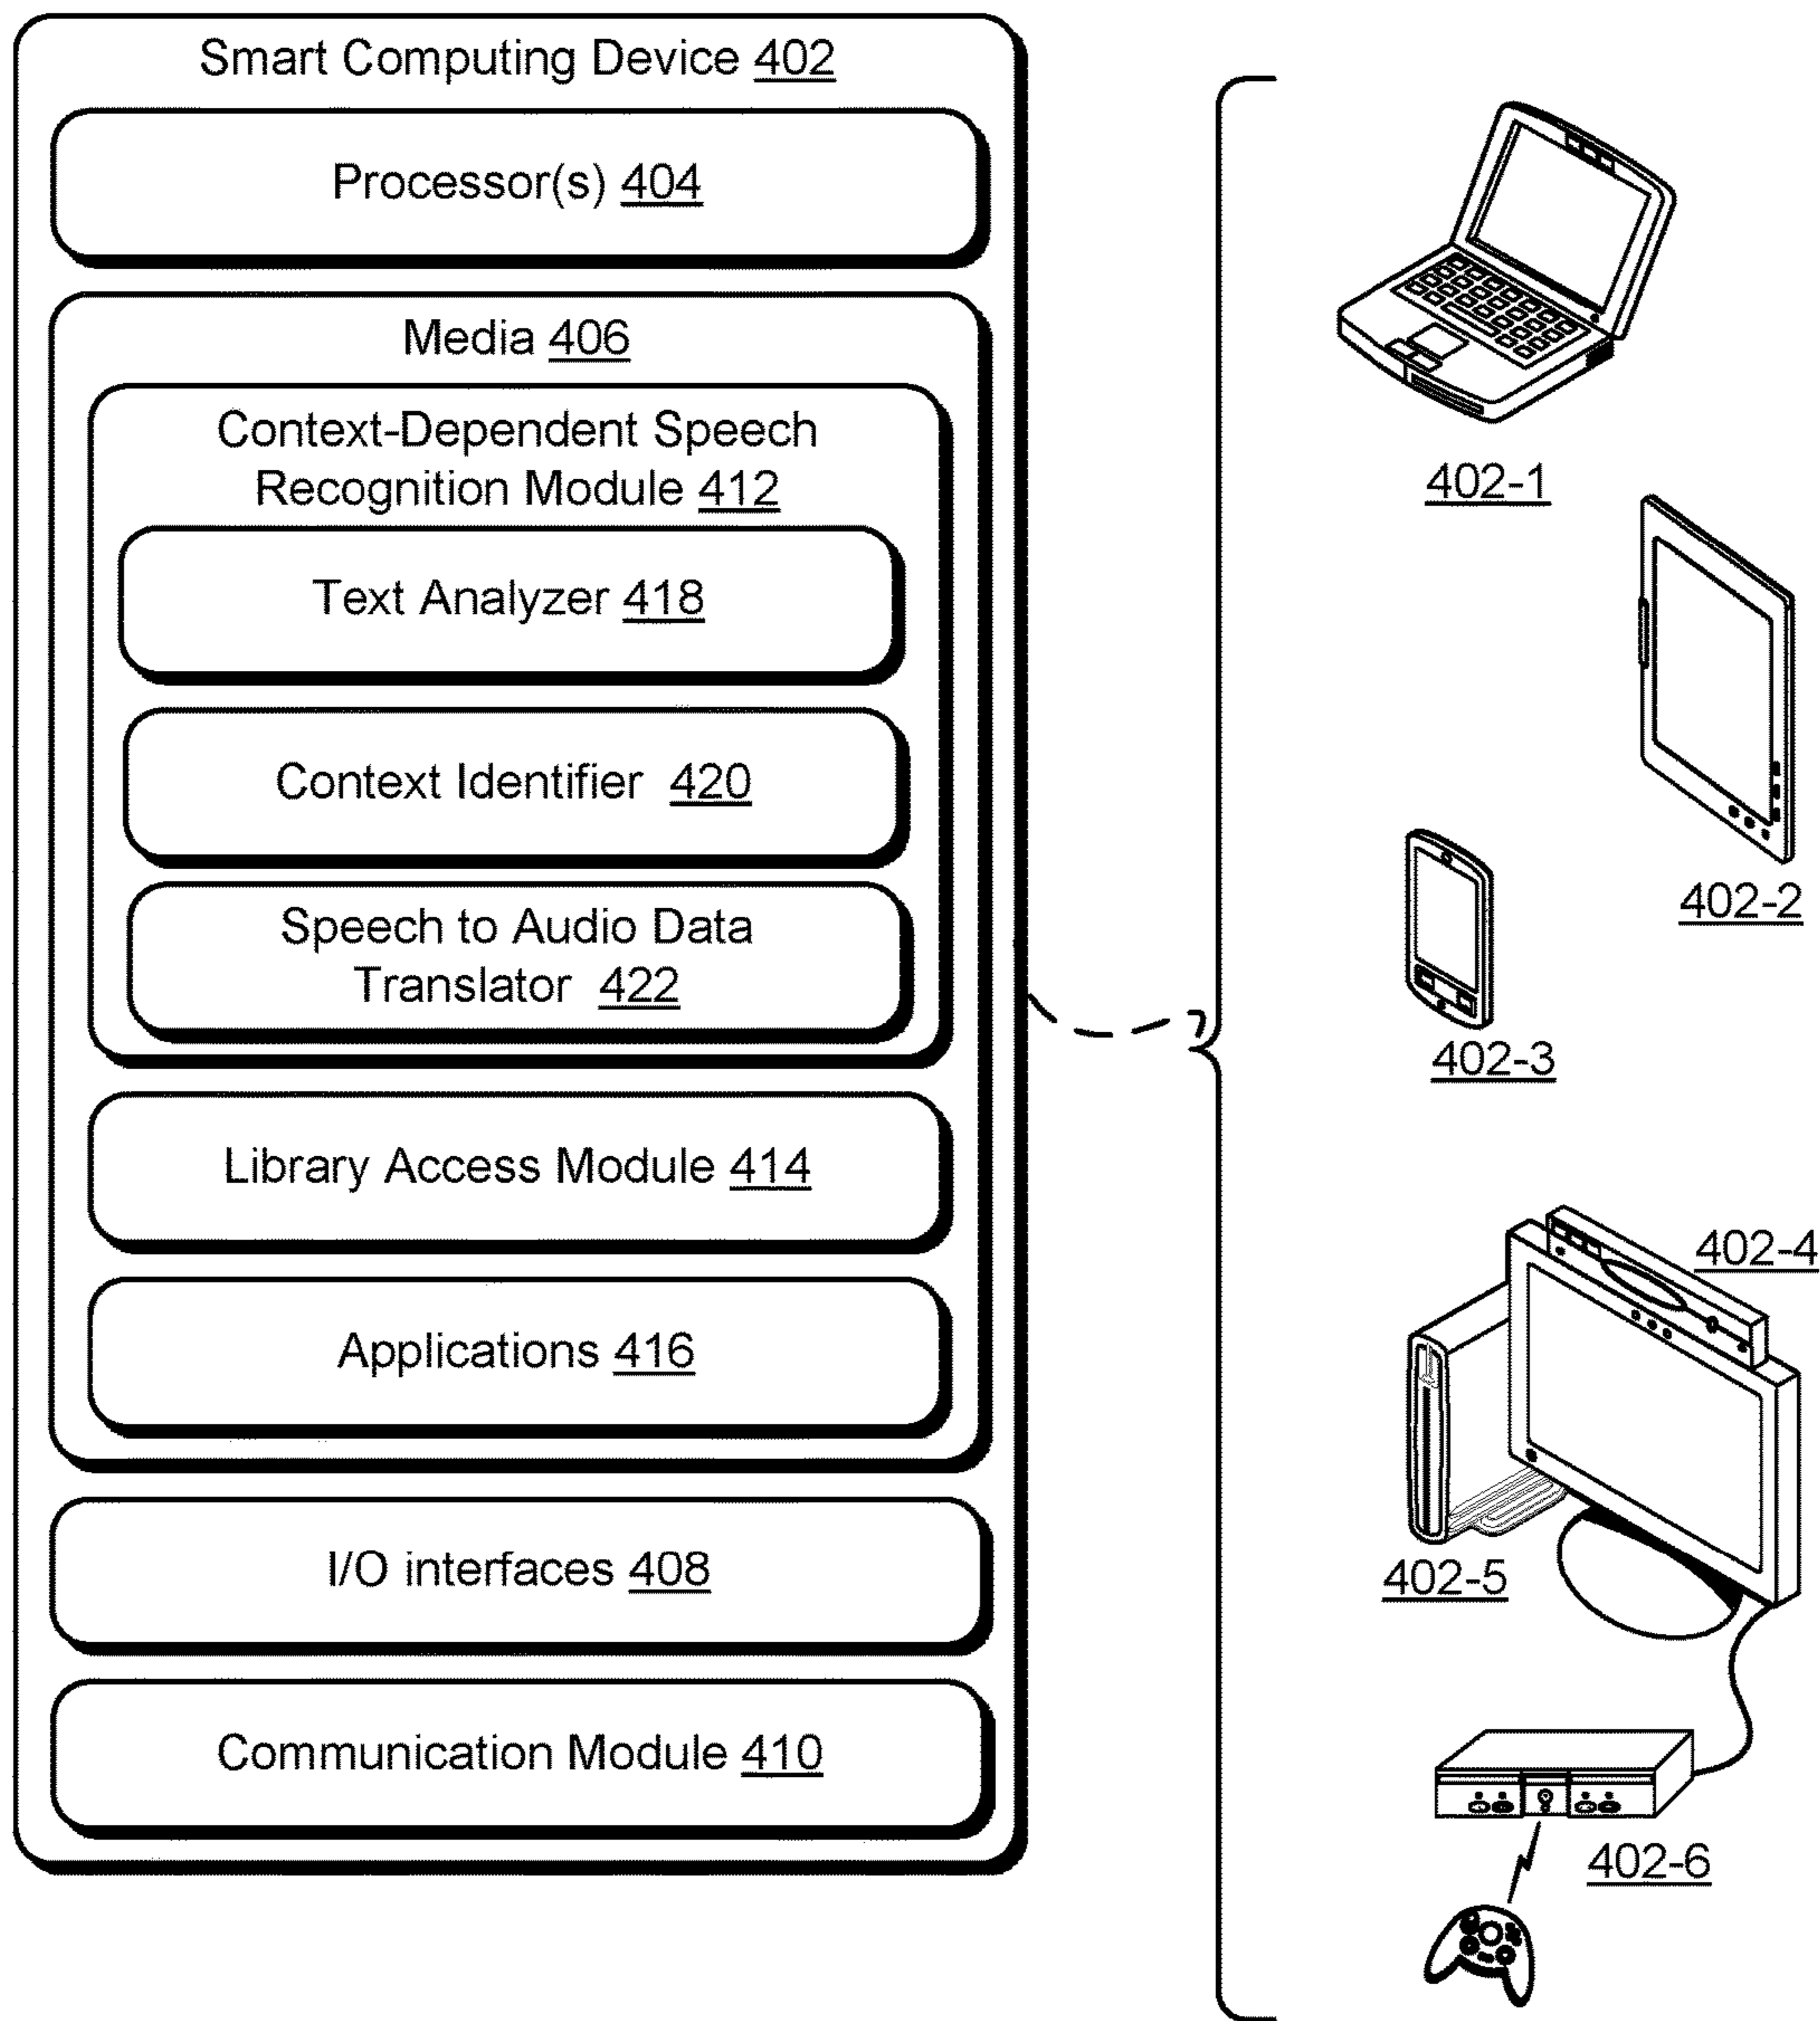 Smart Computing Device 402
Processor(s) 404
Media 406
Context-Dependent Speech
Recognition Module 412
Text Analyzer 418
Context Identifier 420
Speech to Audio Data
Translator 422
Library Access Module 414
Applications 416
I/O interfaces 408
Communication Module 410
402-1
402-2
402-3
402-4
402-5
402-6